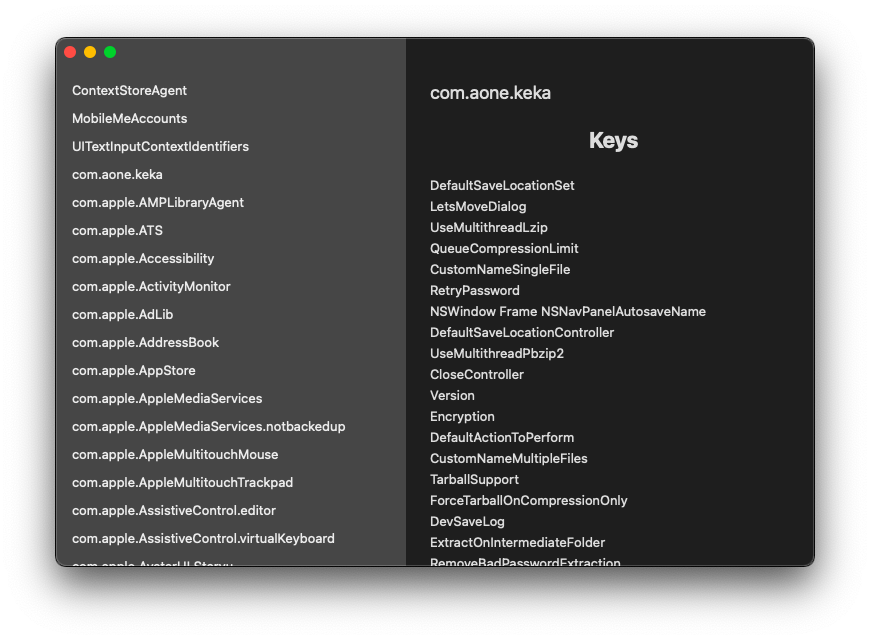 ContextStoreAgent
MobileMeAccounts
UITextInputContextIdentifiers
com.aone.keka
com.apple.AMPLibraryAgent
com.apple.ATS
com.apple.Accessibility
com.apple.ActivityMonitor
com.apple.AdLib
com.apple.AddressBook
com.apple.AppStore
com.apple.AppleMediaServices
com.apple.AppleMediaServices.notbackedup
com.apple.AppleMultitouchMouse
com.apple.AppleMultitouchTrackpad
com.apple.AssistiveControl.editor
com.apple.AssistiveControl.virtualKeyboard
com.aone.keka
Keys
DefaultSaveLocationSet
LetsMoveDialog
UseMultithreadLzip
QueueCompressionLimit
CustomNameSingleFile
RetryPassword
NSWindow Frame NSNavPanelAutosaveName
DefaultSaveLocationController
UseMultithreadPbzip2
CloseController
Version
Encryption
DefaultActionToPerform
CustomNameMultipleFiles
TarballSupport
ForceTarballOnCompressionOnly
DevSaveLog
ExtractOnIntermediateFolder
RemoveBadPasswordExtraction